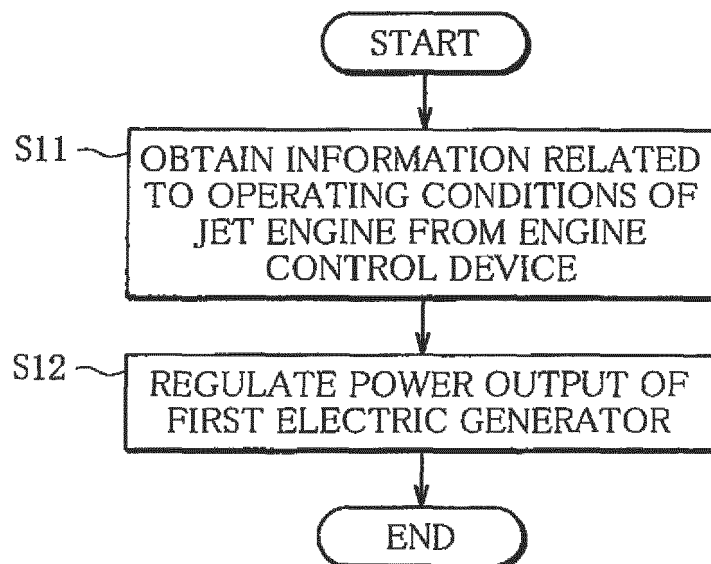 START
S11
OBTAIN INFORMATION RELATED
TO OPERATING CONDITIONS OF
JET ENGINE FROM ENGINE
CONTROL DEVICE
S12
REGULATE POWER OUTPUT OF
FIRST ELECTRIC GENERATOR
END